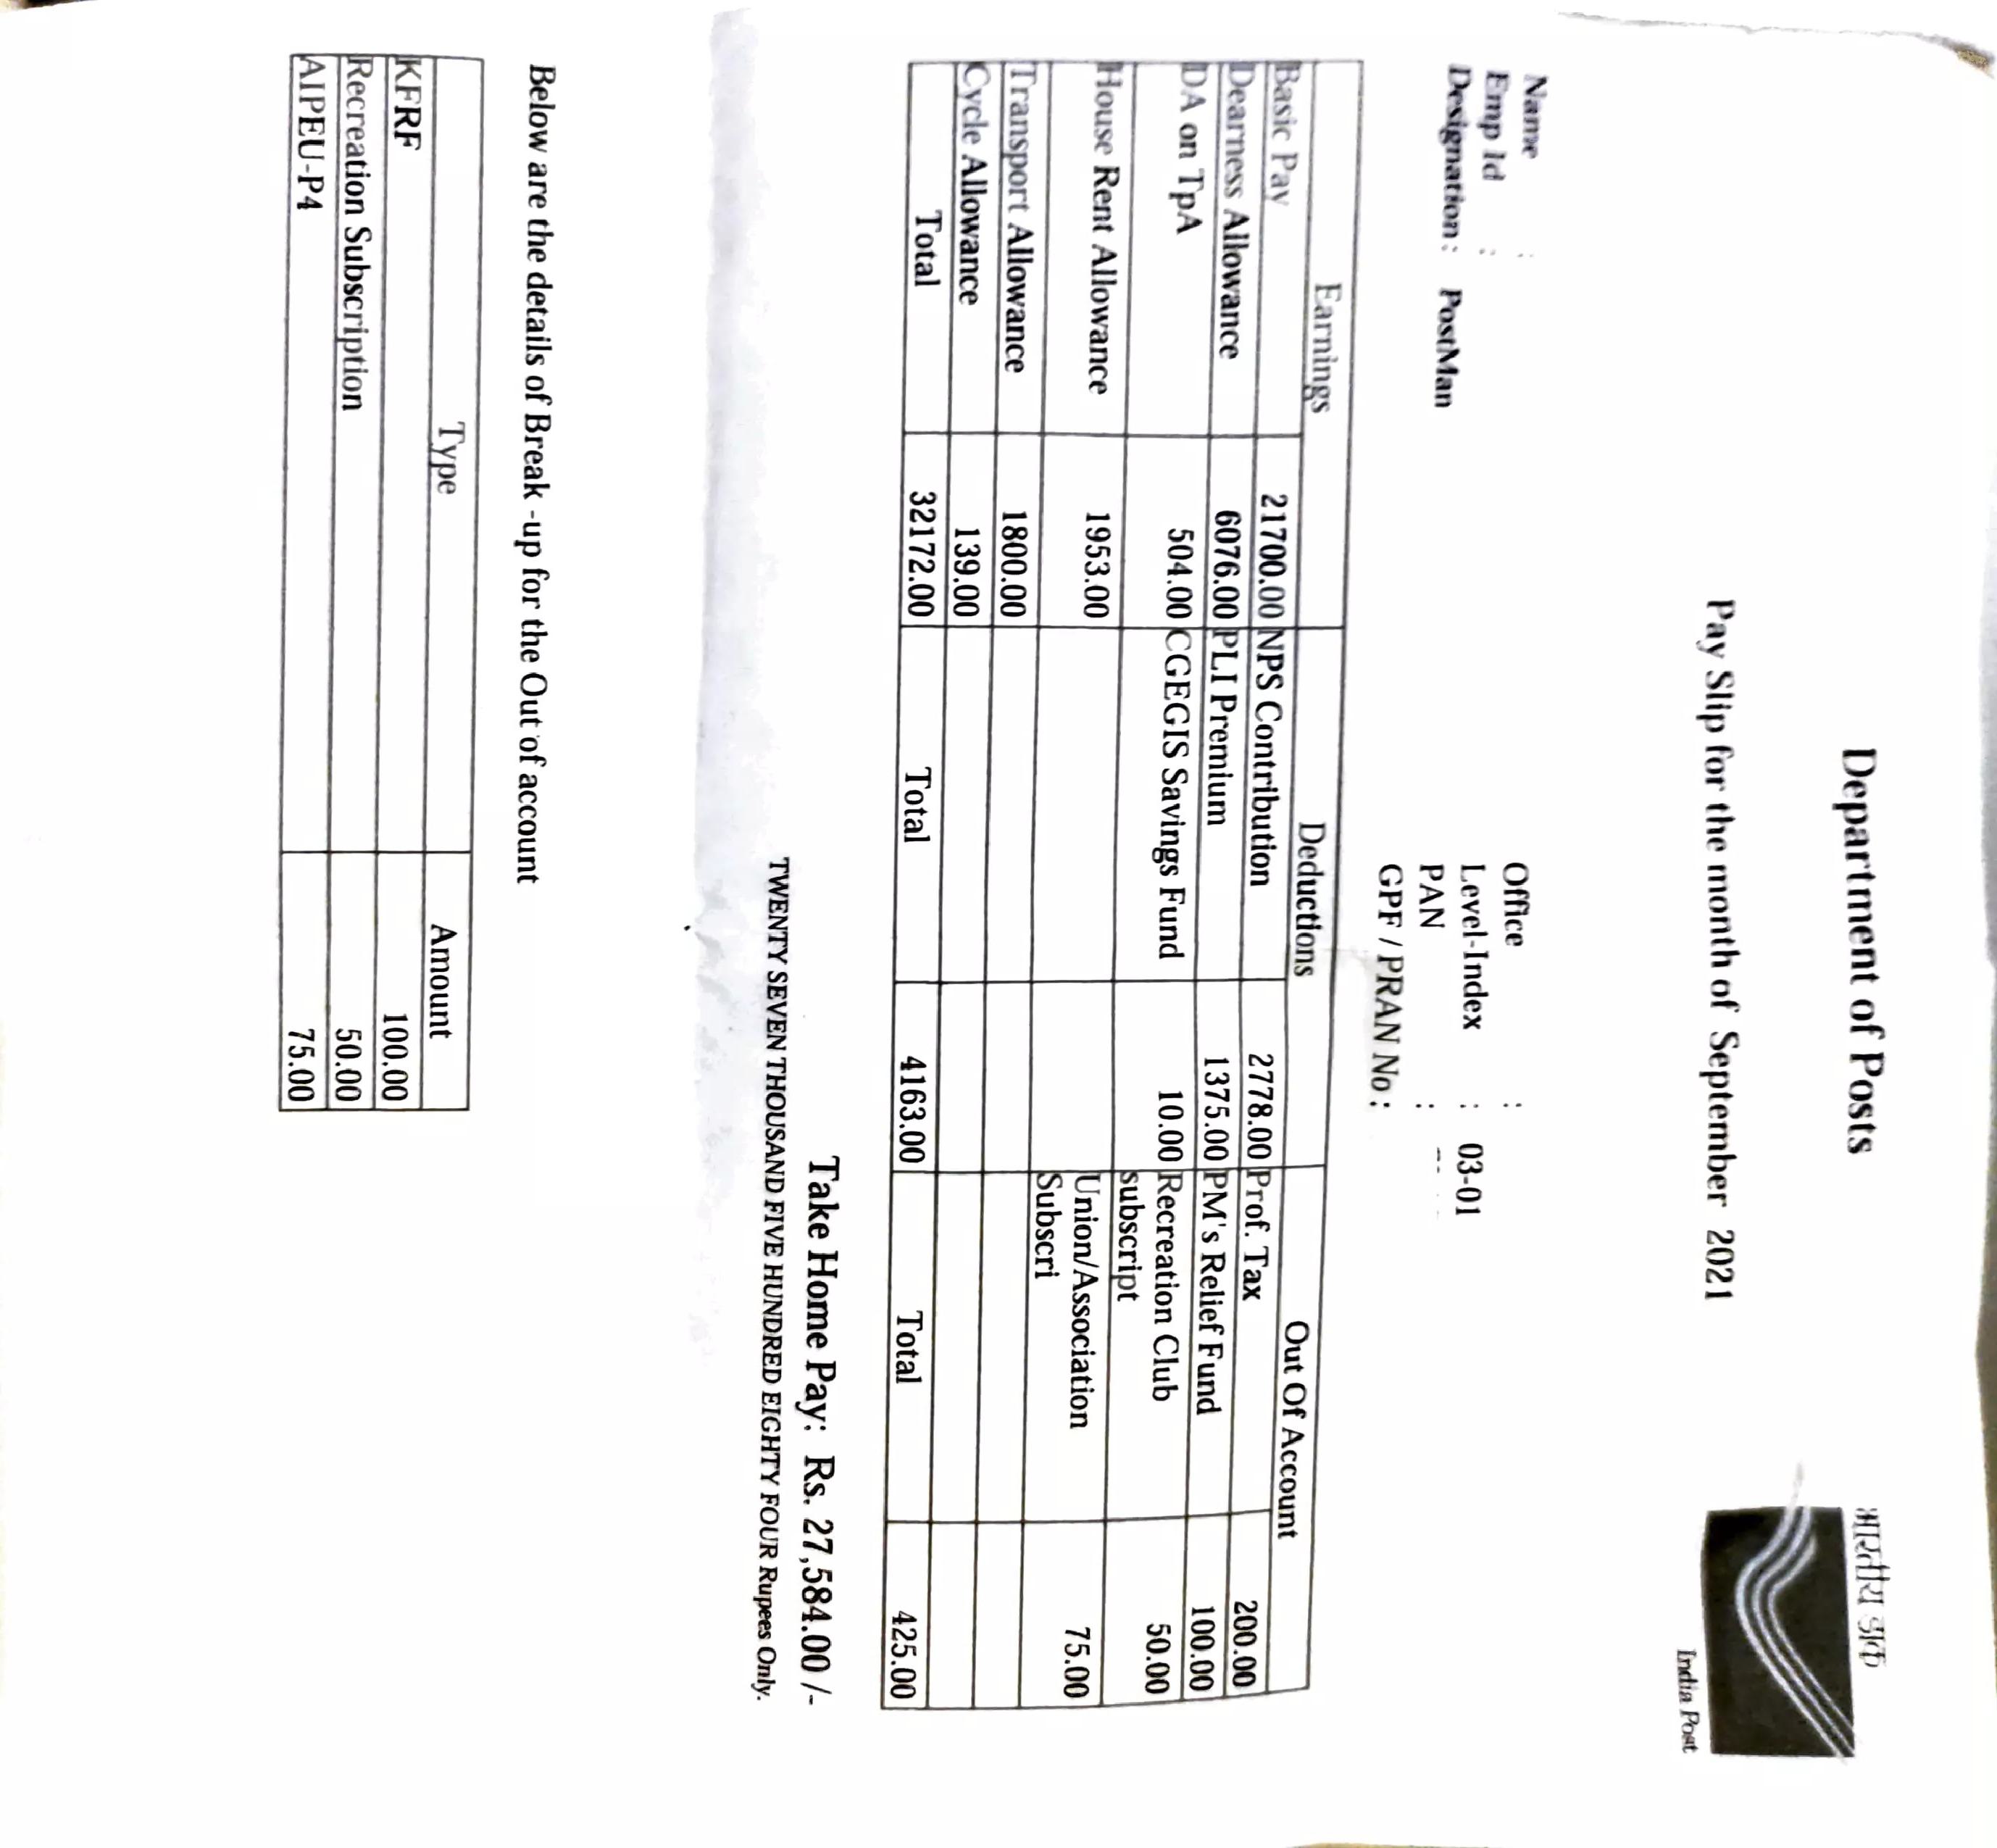 Department of Posts
भारतीय डाक
India Post
Pay Slip for the month of September 2021
Name :
Emp Id :
Designation : PostMan
Office :
Level-Index : 03-01
PAN :
GPF / PRAN No :
Earnings Deductions Out Of Account
Basic Pay 21700.00 NPS Contribution 2778.00 Prof. Tax 200.00
Dearness Allowance 6076.00 PLI Premium 1375.00 PM's Relief Fund 100.00
DA on TpA 504.00 CGEGIS Savings Fund 10.00 Recreation Club 50.00
subscript
House Rent Allowance 1953.00 Union/Association 75.00
Subscri
Transport Allowance 1800.00
Cycle Allowance 139.00
Total 32172.00 Total 4163.00 Total 425.00
Take Home Pay: Rs. 27,584.00 /-
TWENTY SEVEN THOUSAND FIVE HUNDRED EIGHTY FOUR Rupees Only.
Below are the details of Break -up for the Out of account
Type Amount
KFRF 100.00
Recreation Subscription 50.00
AIPEU-P4 75.00